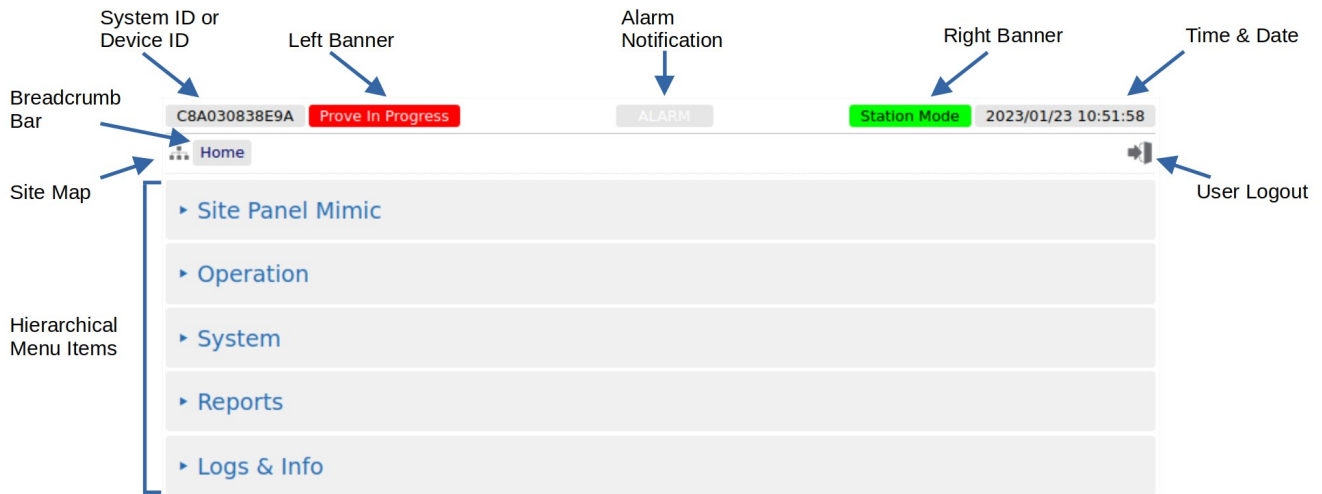 System ID or
Device ID
Left Banner
Alarm
Notification
Right Banner
Time & Date
Breadcrumb
Bar
C8A030838E9A
Prove In Progress
ALARM
Station Mode
2023/01/23 10:51:58
Home
Site Map
User Logout
Site Panel Mimic
Operation
Hierarchical
Menu Items
System
Reports
Logs & Info